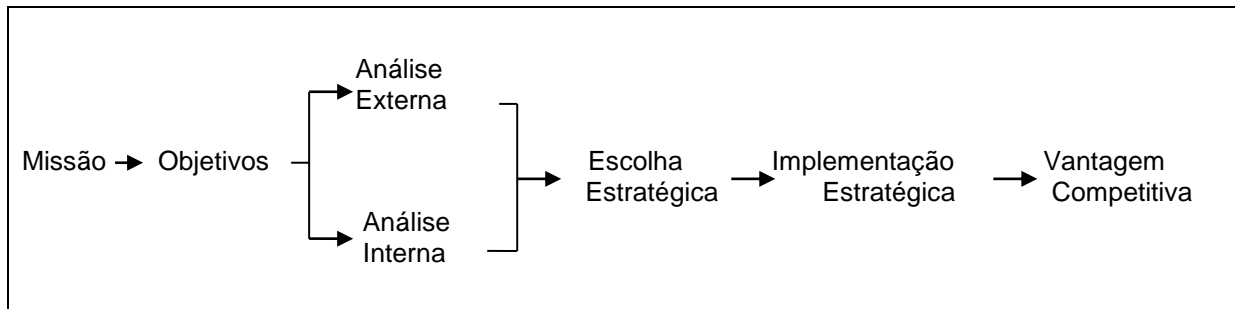 Missão
Objetivos
Análise
Externa
Análise
Interna
Escolha
Estratégica
Implementação
Estratégica
Vantagem
Competitiva